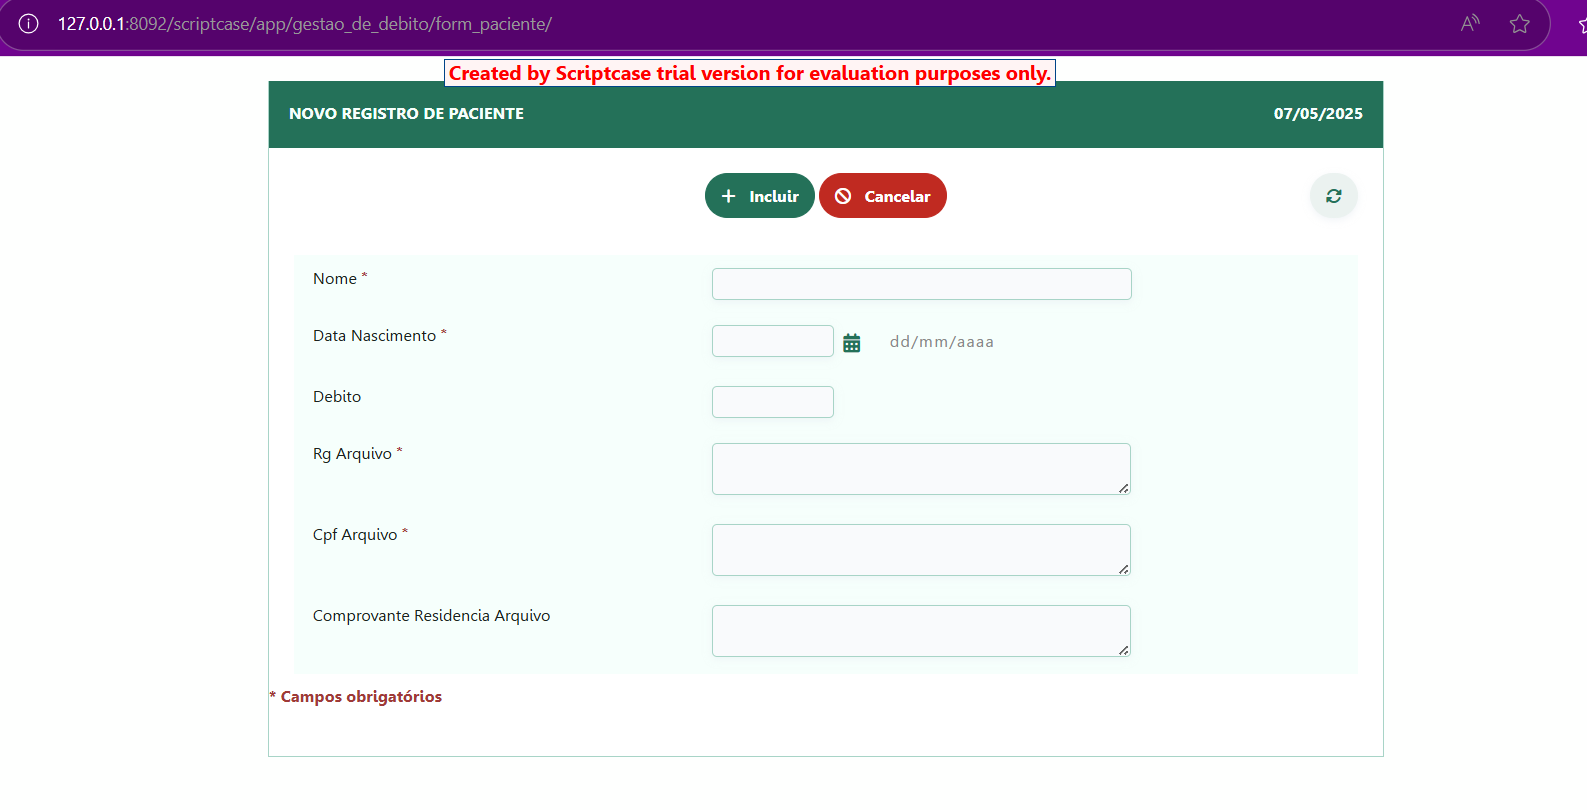 127.0.0.1:8092/scriptcase/app/gestao_de_debito/form_paciente/
Created by Scriptcase trial version for evaluation purposes only.
NOVO REGISTRO DE PACIENTE 07/05/2025
+ Incluir Cancelar
Nome *
Data Nascimento * dd/mm/aaaa
Debito
Rg Arquivo *
Cpf Arquivo *
Comprovante Residencia Arquivo
* Campos obrigatórios